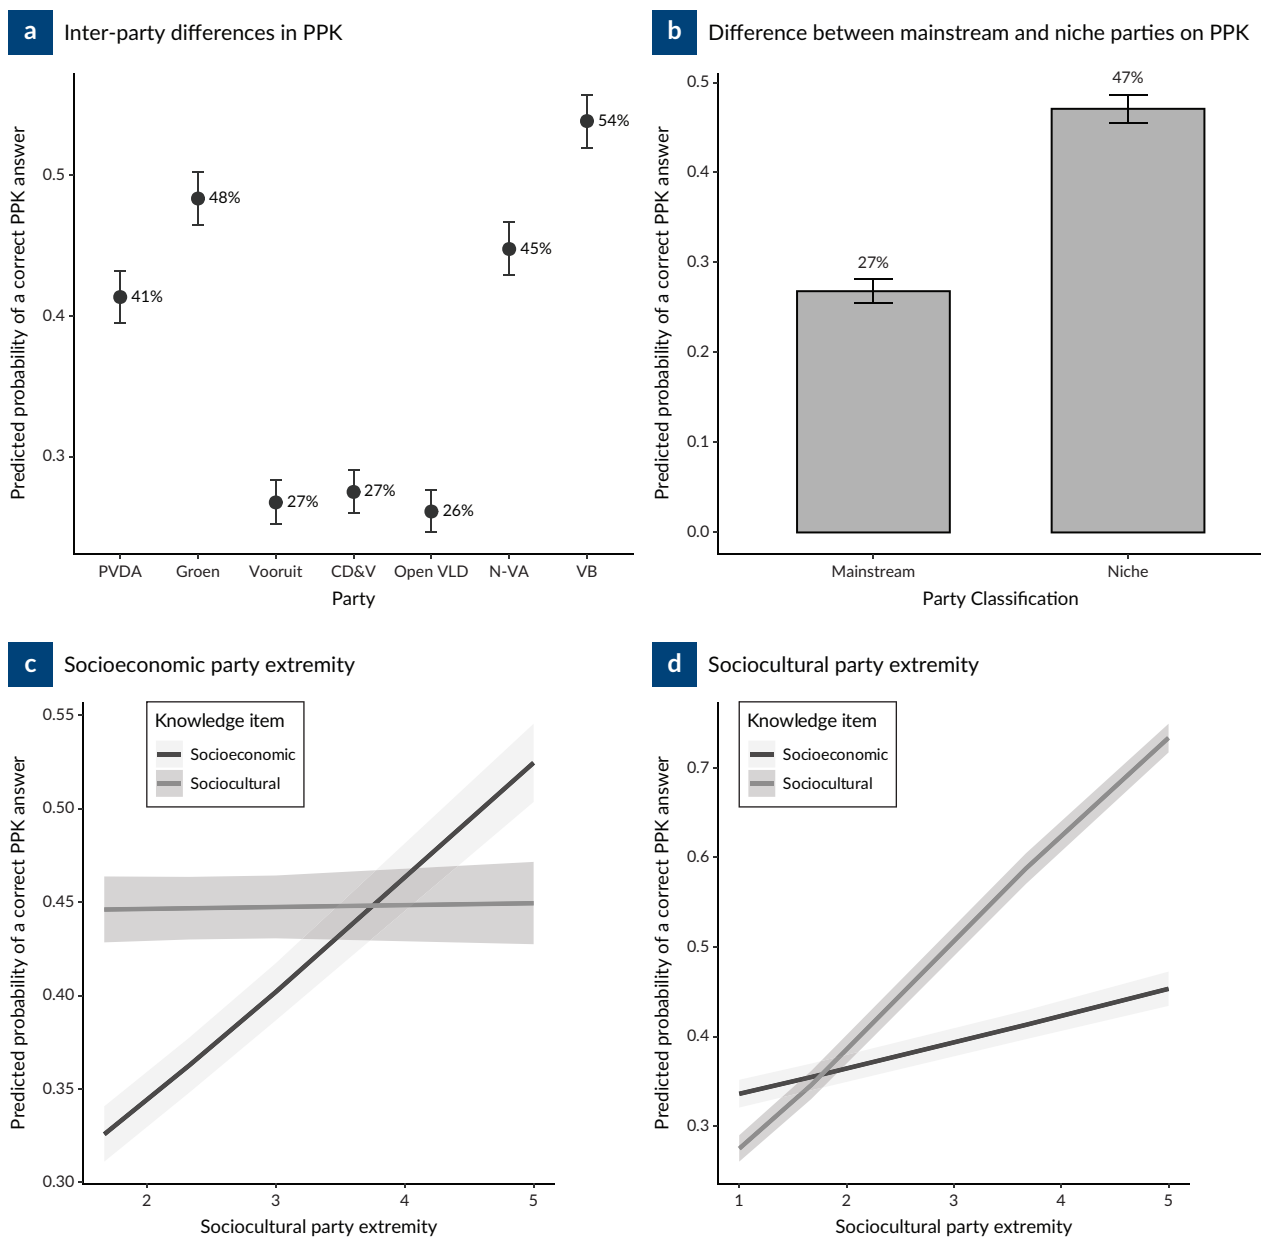 a Inter-party differences in PPK
Predicted probability of a correct PPK answer
0.5
0.4
0.3
41%
48%
27%
27%
26%
45%
54%
PVDA Groen Vooruit CD&V Open VLD N-VA VB
Party
b Difference between mainstream and niche parties on PPK
Predicted probability of a correct PPK answer
0.5
0.4
0.3
0.2
0.1
0.0
27%
47%
Mainstream Niche
Party Classification
c Socioeconomic party extremity
Predicted probability of a correct PPK answer
0.55
0.50
0.45
0.40
0.35
0.30
Knowledge item
Socioeconomic
Sociocultural
2 3 4 5
Sociocultural party extremity
d Sociocultural party extremity
Predicted probability of a correct PPK answer
0.7
0.6
0.5
0.4
0.3
Knowledge item
Socioeconomic
Sociocultural
1 2 3 4 5
Sociocultural party extremity